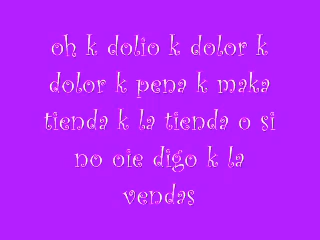 oh k dolio k dolor k
dolor k pena k maka
tienda k la tienda o si
no oie digo k la
vendas